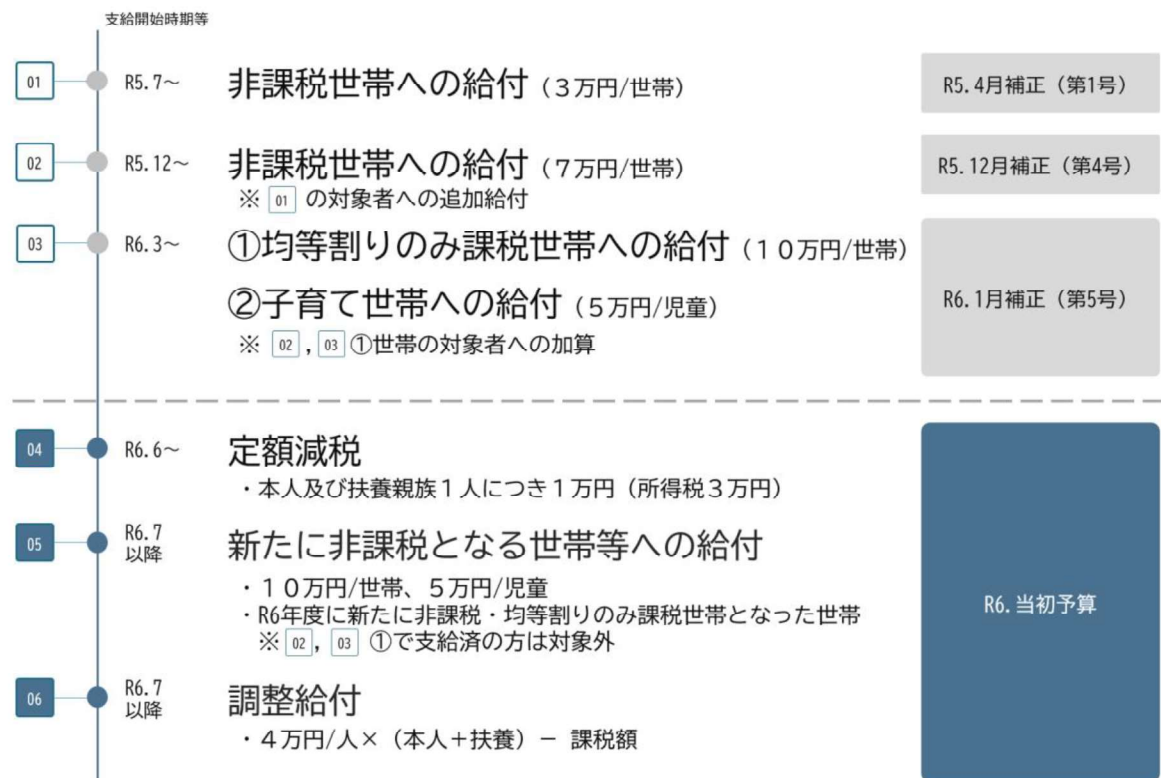 支給開始時期等
01 R5.7～ 非課税世帯への給付（３万円/世帯） R5.4月補正（第1号）
02 R5.12～ 非課税世帯への給付（７万円/世帯） R5.12月補正（第4号）
※ 01 の対象者への追加給付
03 R6.3～ ①均等割りのみ課税世帯への給付（１０万円/世帯）
②子育て世帯への給付（５万円/児童） R6.1月補正（第5号）
※ 02 , 03 ①世帯の対象者への加算
04 R6.6～ 定額減税
・本人及び扶養親族１人につき１万円（所得税３万円）
05 R6.7以降 新たに非課税となる世帯等への給付
・１０万円/世帯、５万円/児童
・R6年度に新たに非課税・均等割りのみ課税世帯となった世帯 R6.当初予算
※ 02 , 03 ①で支給済の方は対象外
06 R6.7以降 調整給付
・４万円/人×（本人＋扶養）－ 課税額